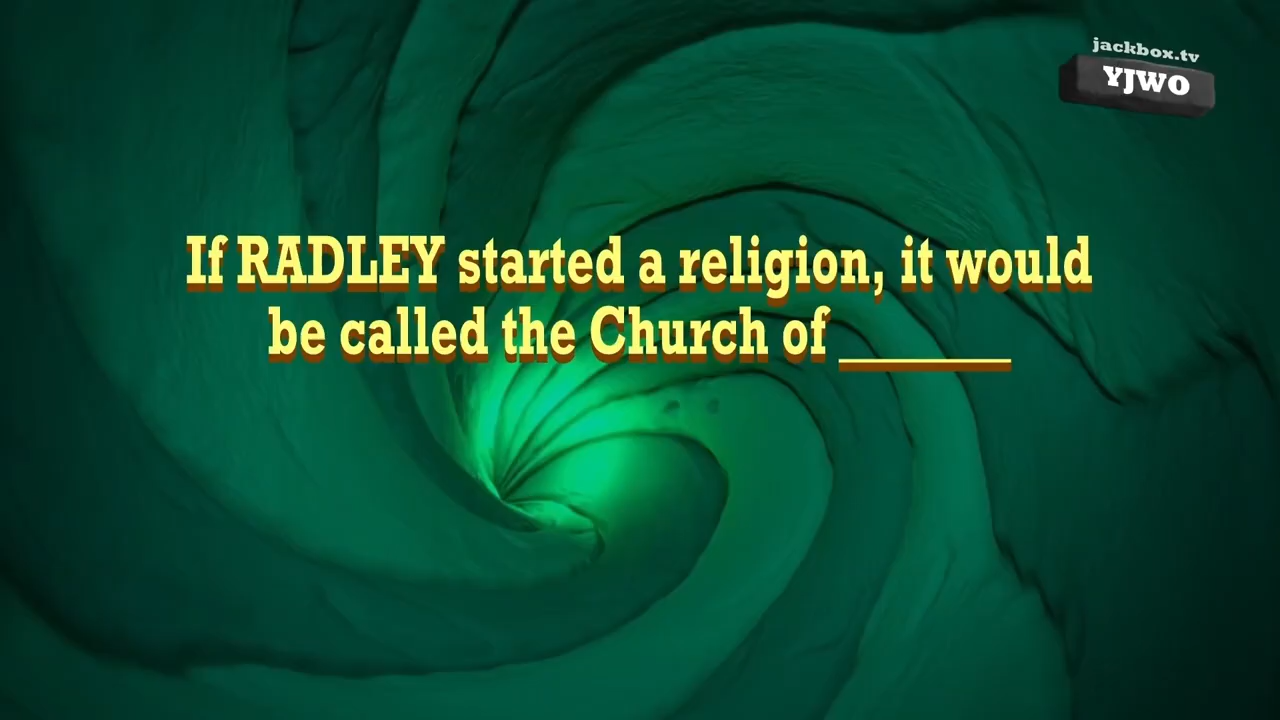 jackbox.tv
YJWO
If RADLEY started a religion, it would
be called the Church of ______